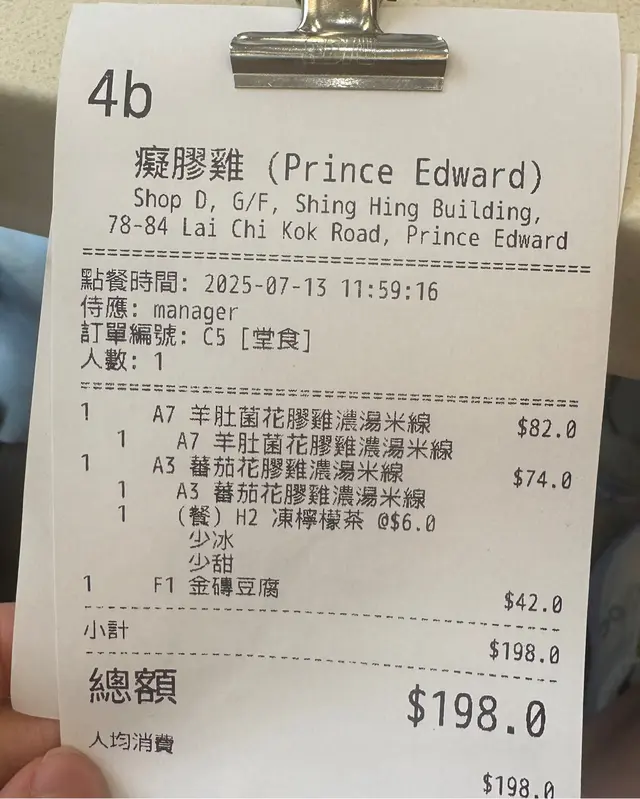 4b
癡膠雞 (Prince Edward)
Shop D, G/F, Shing Hing Building,
78-84 Lai Chi Kok Road, Prince Edward
點餐時間: 2025-07-13 11:59:16
侍應: manager
訂單編號: C5 [堂食]
人數: 1
1 A7 羊肚菌花膠雞濃湯米線 $82.0
1 A7 羊肚菌花膠雞濃湯米線
1 A3 蕃茄花膠雞濃湯米線 $74.0
1 A3 蕃茄花膠雞濃湯米線
1 (餐) H2 凍檸檬茶 @$6.0
少冰
少甜
1 F1 金磚豆腐 $42.0
小計 $198.0
總額 $198.0
人均消費 $198.0